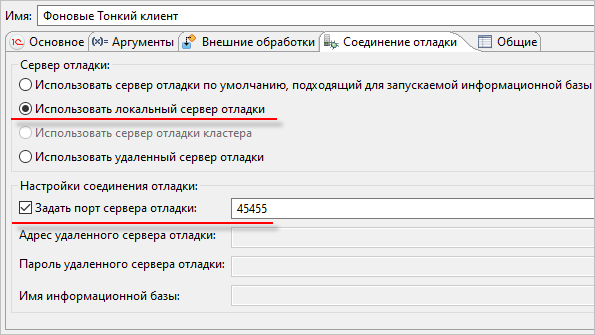 Имя: Фоновые Тонкий клиент
1С Основное (x)= Аргументы Внешние обработки Соединение отладки Общие
Сервер отладки:
Использовать сервер отладки по умолчанию, подходящий для запускаемой информационной базы
Использовать локальный сервер отладки
Использовать сервер отладки кластера
Использовать удаленный сервер отладки
Настройки соединения отладки:
Задать порт сервера отладки: 45455
Адрес удаленного сервера отладки:
Пароль удаленного сервера отладки:
Имя информационной базы: